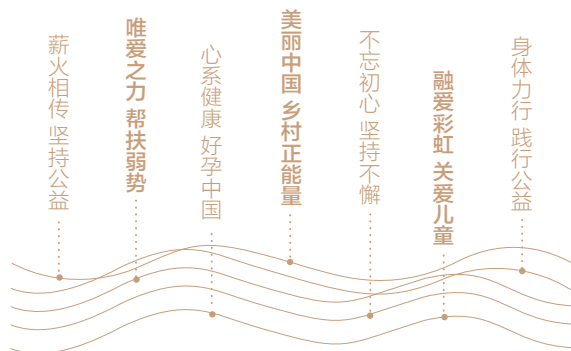 薪火相传 坚持公益
唯爱之力 帮扶弱势
心系健康 好孕中国
美丽中国 乡村正能量
不忘初心 坚持不懈
融爱彩虹 关爱儿童
身体力行 践行公益